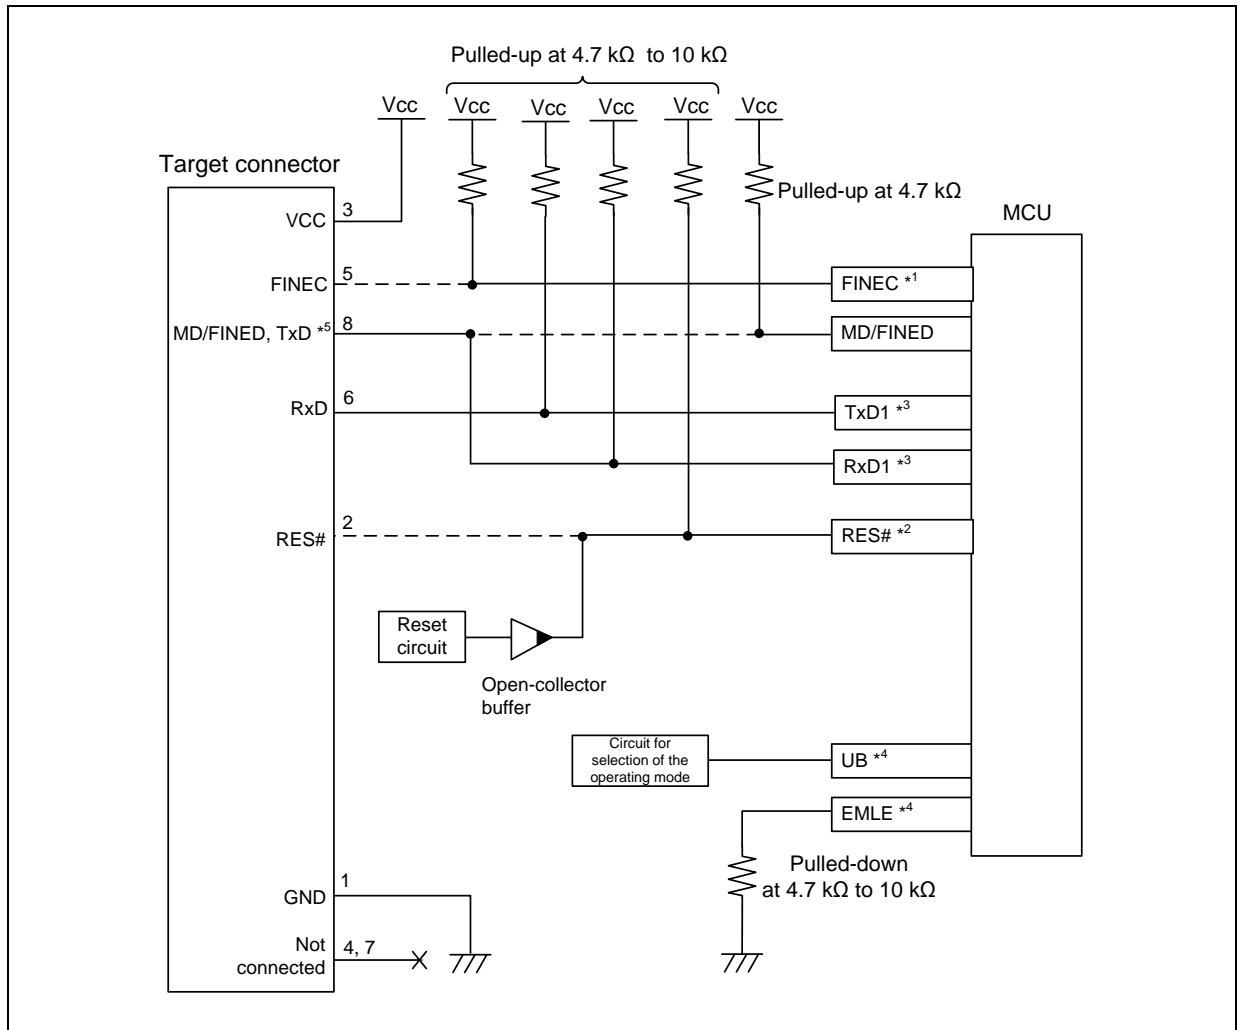 Pulled-up at 4.7 kΩ to 10 kΩ
Vcc Vcc Vcc Vcc Vcc Vcc
Target connector
Pulled-up at 4.7 kΩ
MCU
VCC 3
FINEC 5
FINEC *1
MD/FINED, TxD *5 8
MD/FINED
RxD 6
TxD1 *3
RxD1 *3
RES# 2
RES# *2
Reset
circuit
Open-collector
buffer
Circuit for
selection of the
operating mode
UB *4
EMLE *4
Pulled-down
at 4.7 kΩ to 10 kΩ
GND 1
Not
connected
4, 7